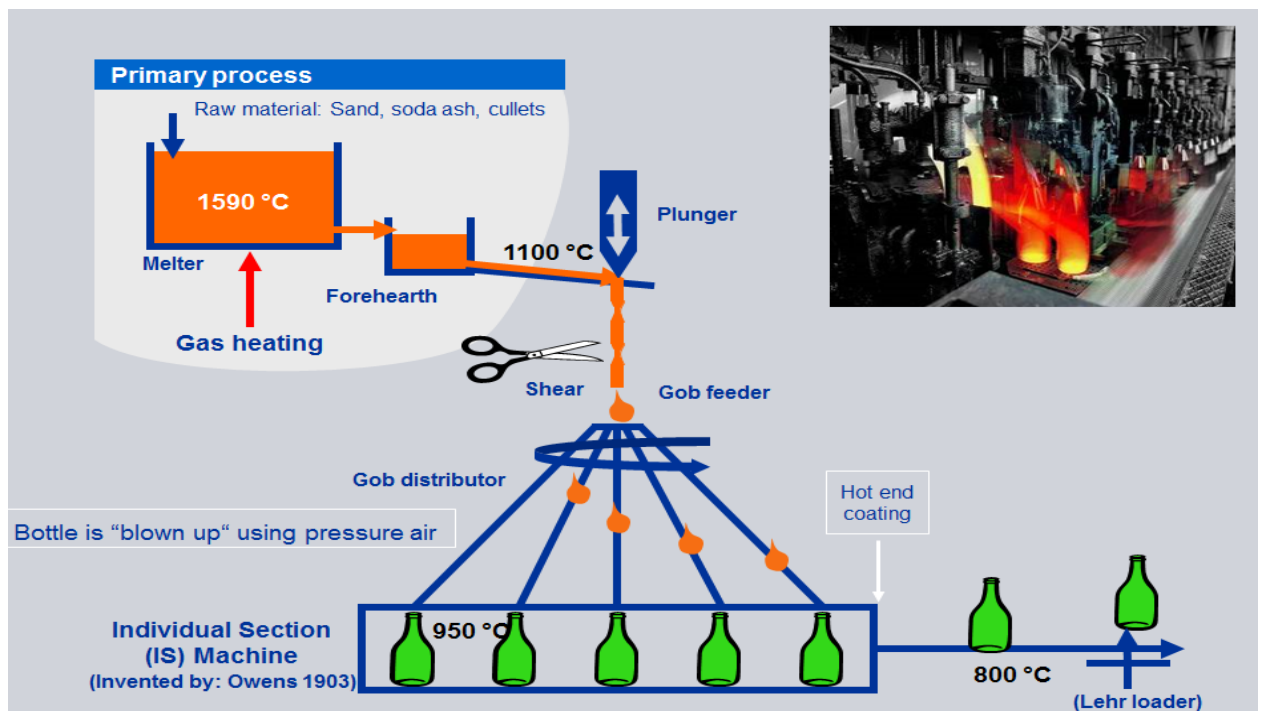 Primary process
Raw material: Sand, soda ash, cullets
1590 °C
Melter
Forehearth
Gas heating
1100 °C
Plunger
Shear
Gob feeder
Gob distributor
Hot end
coating
Bottle is “blown up“ using pressure air
Individual Section
(IS) Machine
(Invented by: Owens 1903)
950 °C
800 °C
(Lehr loader)